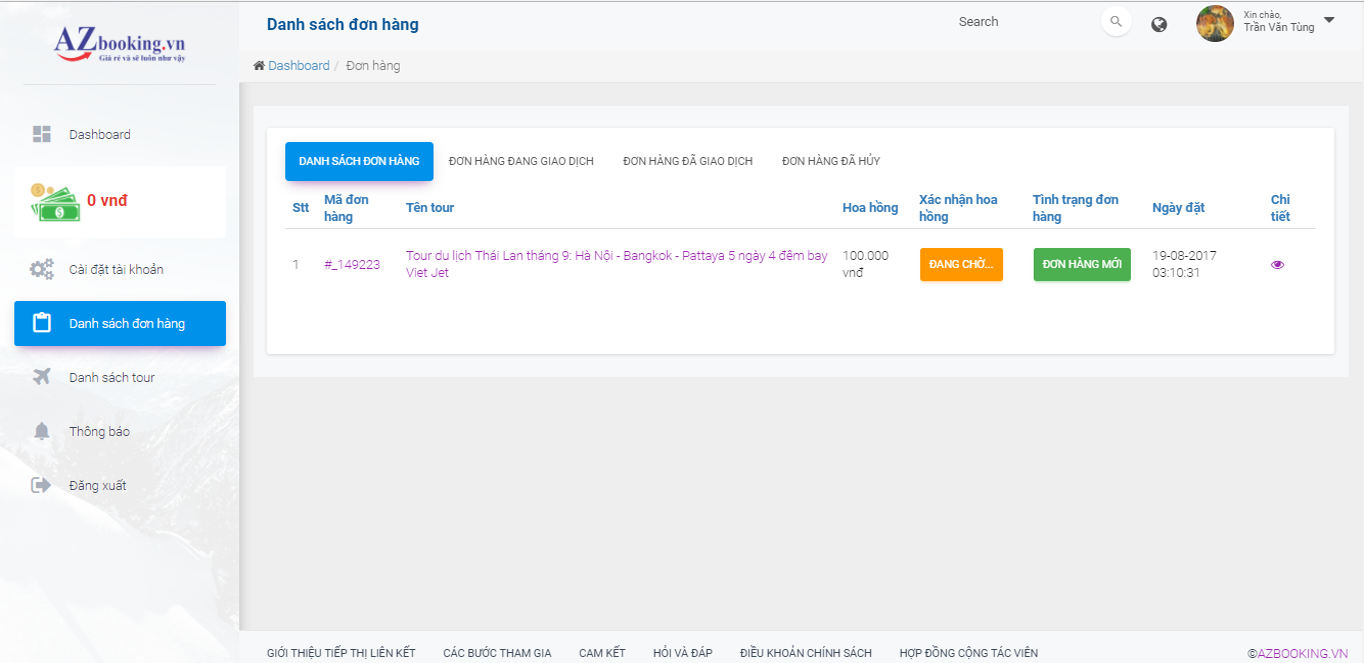 AZbooking.vn
Giá rẻ và sẽ luôn như vậy
Dashboard
0 vnđ
Cài đặt tài khoản
Danh sách đơn hàng
Danh sách tour
Thông báo
Đăng xuất
Danh sách đơn hàng
Search
Xin chào,
Trần Văn Tùng
Dashboard / Đơn hàng
DANH SÁCH ĐƠN HÀNG ĐƠN HÀNG ĐANG GIAO DỊCH ĐƠN HÀNG ĐÃ GIAO DỊCH ĐƠN HÀNG ĐÃ HỦY
Stt
Mã đơn
hàng
Tên tour
Hoa hồng
Xác nhận hoa
hồng
Tình trạng đơn
hàng
Ngày đặt
Chi
tiết
1
#_149223
Tour du lịch Thái Lan tháng 9: Hà Nội - Bangkok - Pattaya 5 ngày 4 đêm bay
Viet Jet
100.000
vnđ
ĐANG CHỜ...
ĐƠN HÀNG MỚI
19-08-2017
03:10:31
GIỚI THIỆU TIẾP THỊ LIÊN KẾT CÁC BƯỚC THAM GIA CAM KẾT HỎI VÀ ĐÁP ĐIỀU KHOẢN CHÍNH SÁCH HỢP ĐỒNG CỘNG TÁC VIÊN ©AZBOOKING.VN